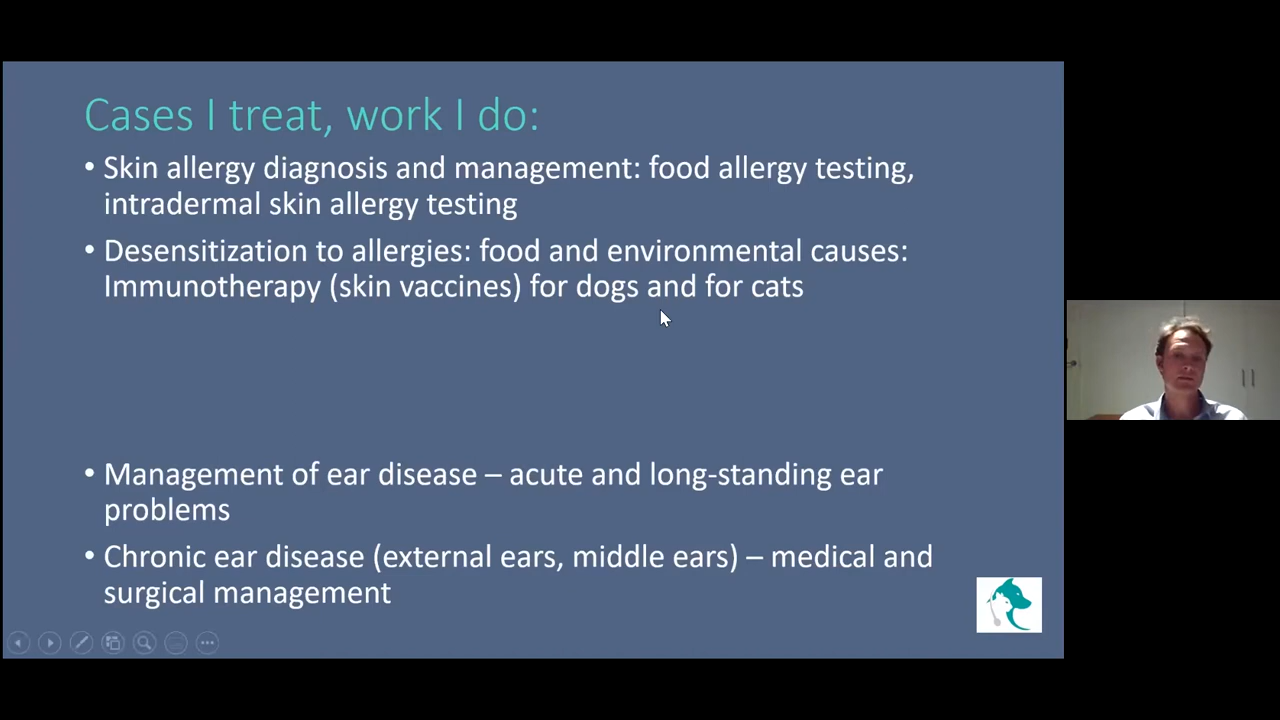 Cases I treat, work I do:
• Skin allergy diagnosis and management: food allergy testing,
intradermal skin allergy testing
• Desensitization to allergies: food and environmental causes:
Immunotherapy (skin vaccines) for dogs and for cats
• Management of ear disease – acute and long-standing ear
problems
• Chronic ear disease (external ears, middle ears) – medical and
surgical management